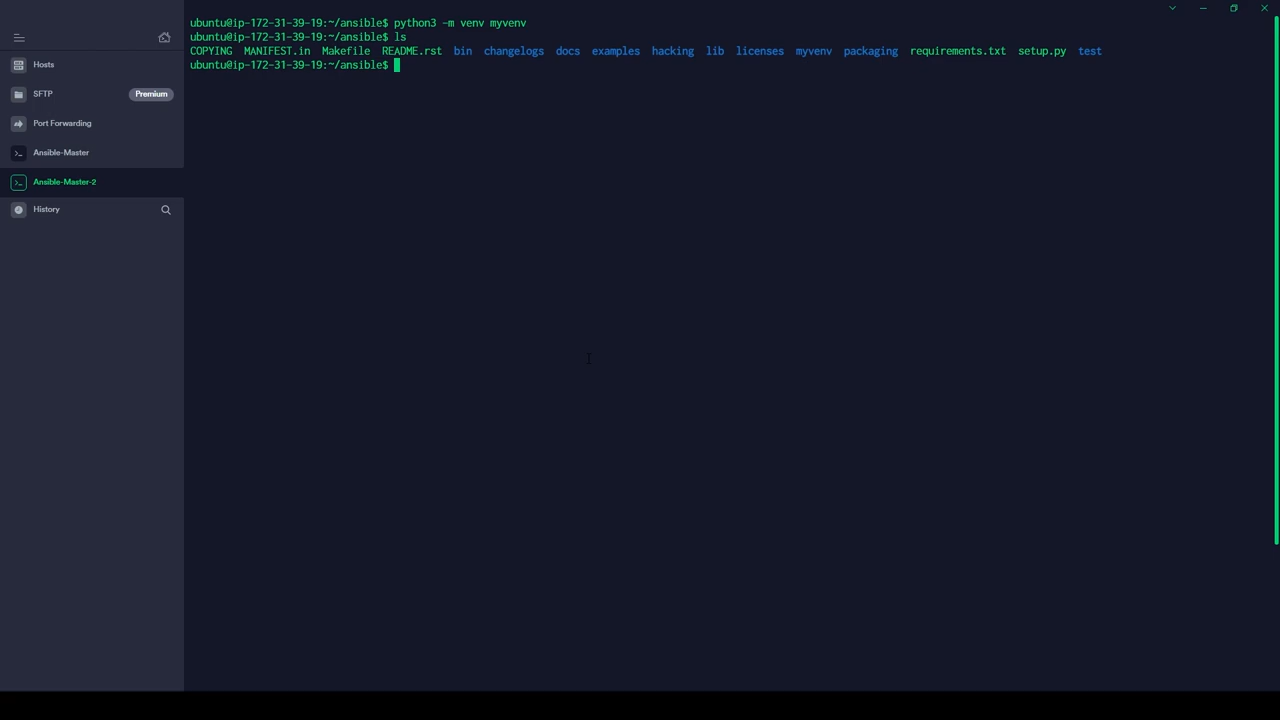 Hosts
SFTP Premium
Port Forwarding
Ansible-Master
Ansible-Master-2
History
ubuntu@ip-172-31-39-19:~/ansible$ python3 -m venv myvenv
ubuntu@ip-172-31-39-19:~/ansible$ ls
COPYING MANIFEST.in Makefile README.rst bin changelogs docs examples hacking lib licenses myvenv packaging requirements.txt setup.py test
ubuntu@ip-172-31-39-19:~/ansible$